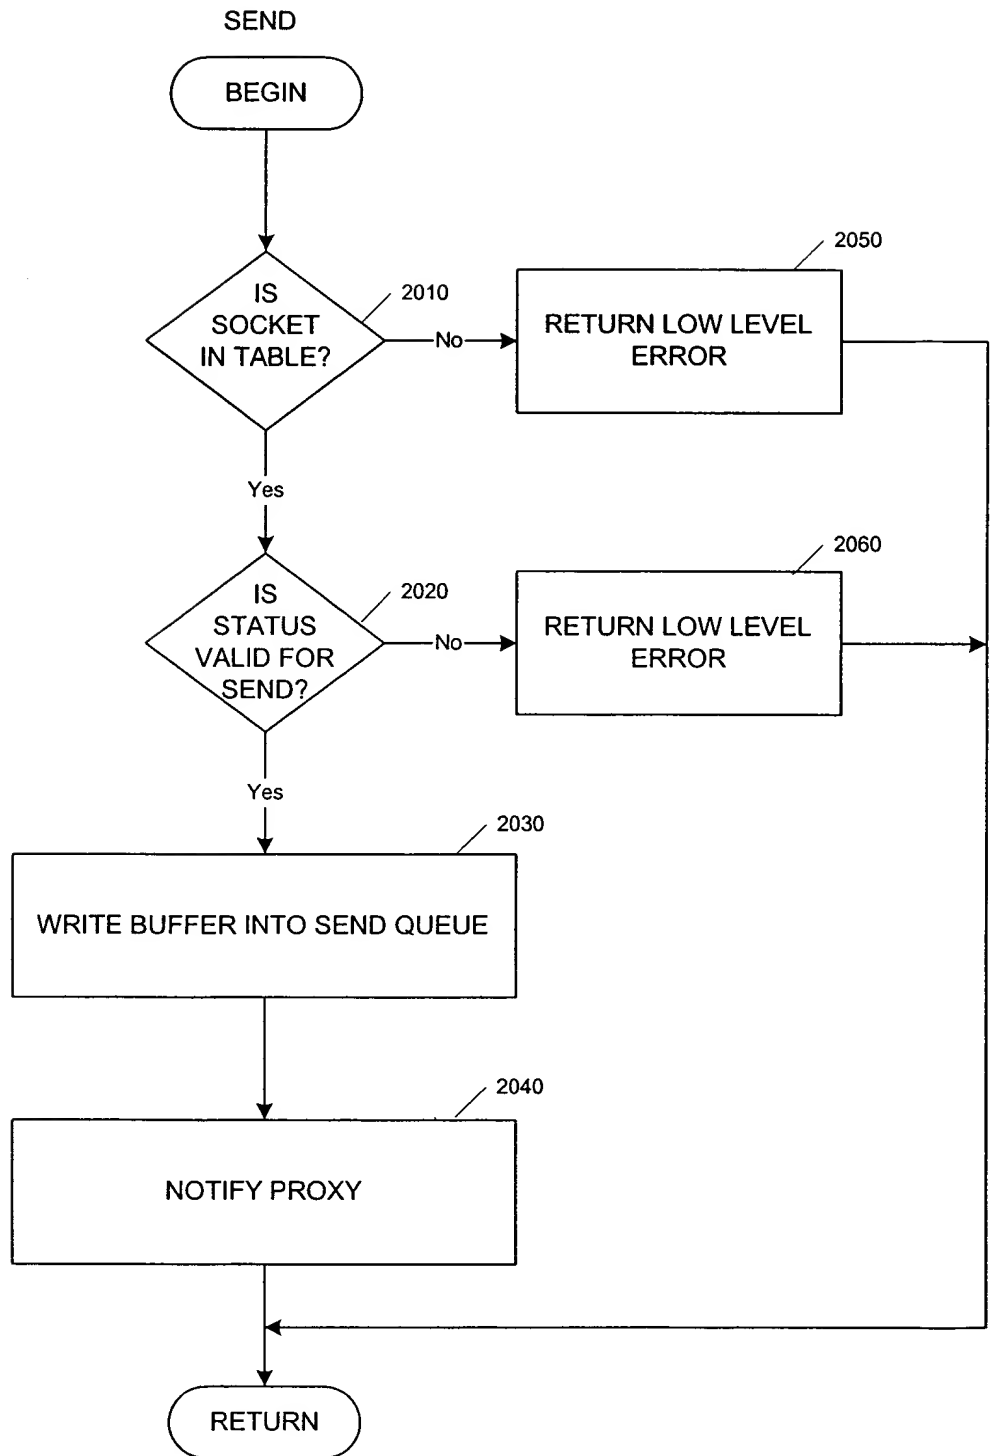 SEND
BEGIN
IS
SOCKET
IN TABLE?
2010
No
2050
RETURN LOW LEVEL
ERROR
Yes
IS
STATUS
VALID FOR
SEND?
2020
No
2060
RETURN LOW LEVEL
ERROR
Yes
2030
WRITE BUFFER INTO SEND QUEUE
2040
NOTIFY PROXY
RETURN